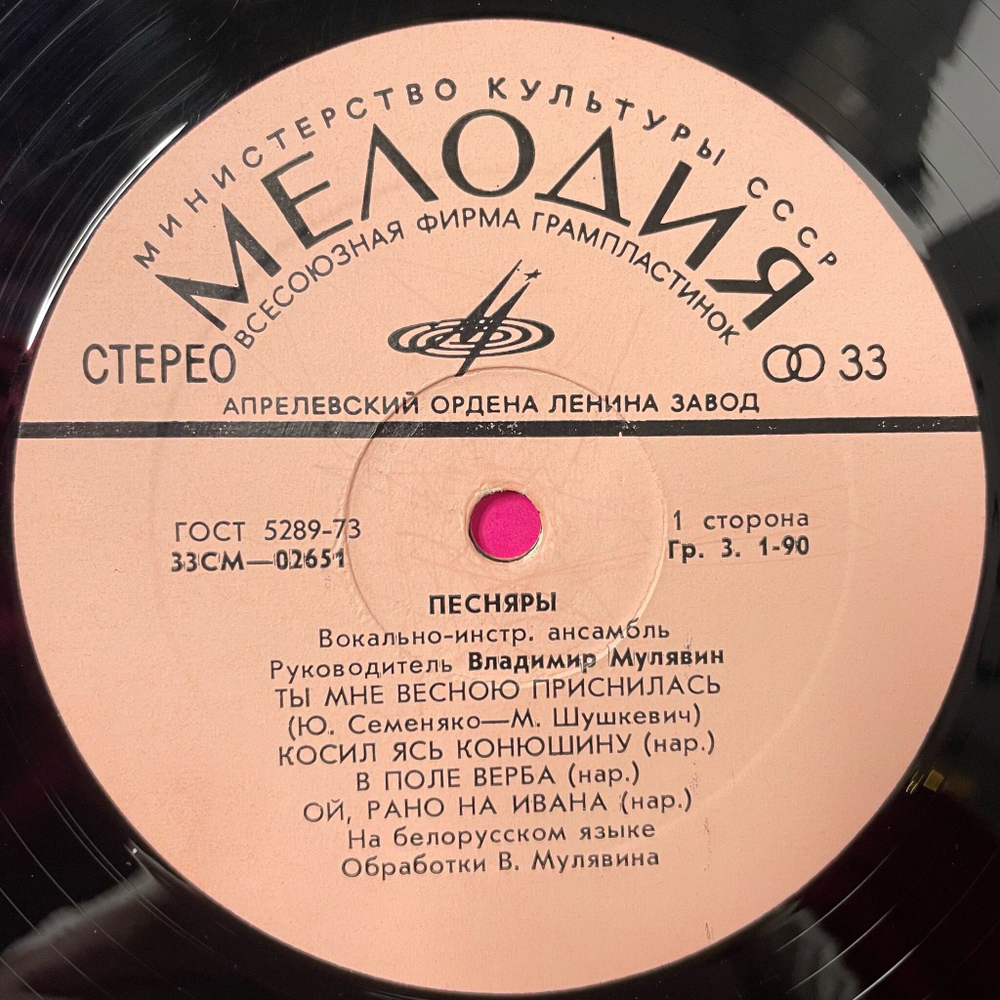 МИНИСТЕРСТВО КУЛЬТУРЫ СССР
МЕЛОДИЯ
ВСЕСОЮЗНАЯ ФИРМА ГРАМПЛАСТИНОК
СТЕРЕО
33
АПРЕЛЕВСКИЙ ОРДЕНА ЛЕНИНА ЗАВОД
ГОСТ 5289-73
33СМ—02651
1 сторона
Гр. 3. 1-90
ПЕСНЯРЫ
Вокально-инстр. ансамбль
Руководитель Владимир Мулявин
ТЫ МНЕ ВЕСНОЮ ПРИСНИЛАСЬ
(Ю. Семеняко—М. Шушкевич)
КОСИЛ ЯСЬ КОНЮШИНУ (нар.)
В ПОЛЕ ВЕРБА (нар.)
ОЙ, РАНО НА ИВАНА (нар.)
На белорусском языке
Обработки В. Мулявина